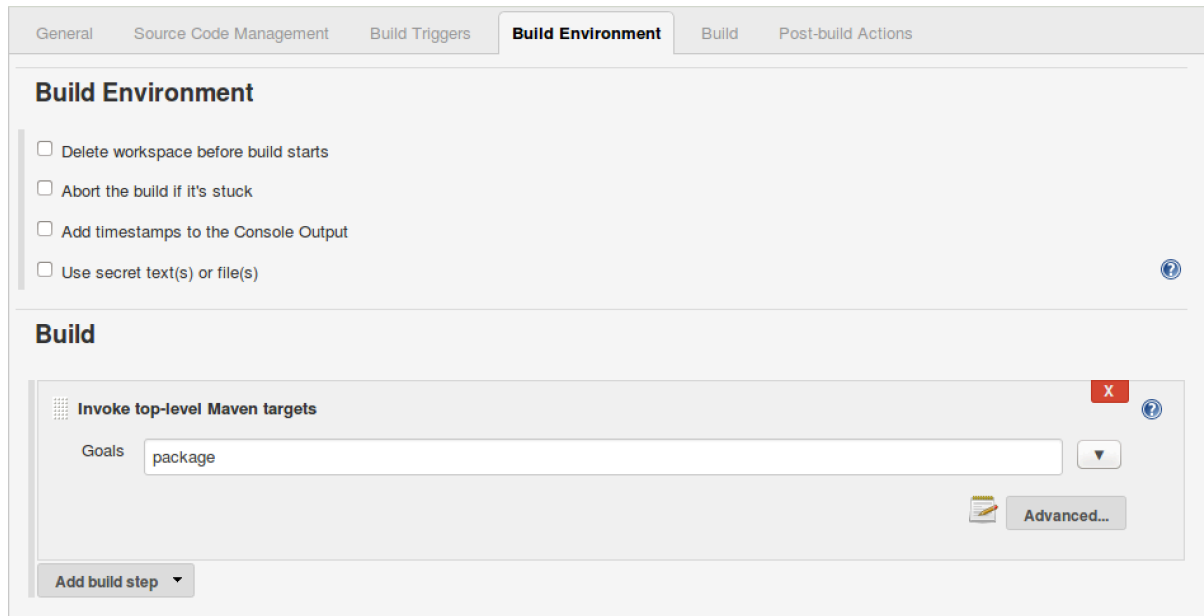 General Source Code Management Build Triggers Build Environment Build Post-build Actions
Build Environment
Delete workspace before build starts
Abort the build if it's stuck
Add timestamps to the Console Output
Use secret text(s) or file(s)
?
Build
X
Invoke top-level Maven targets
?
Goals package ▼
Advanced...
Add build step ▼